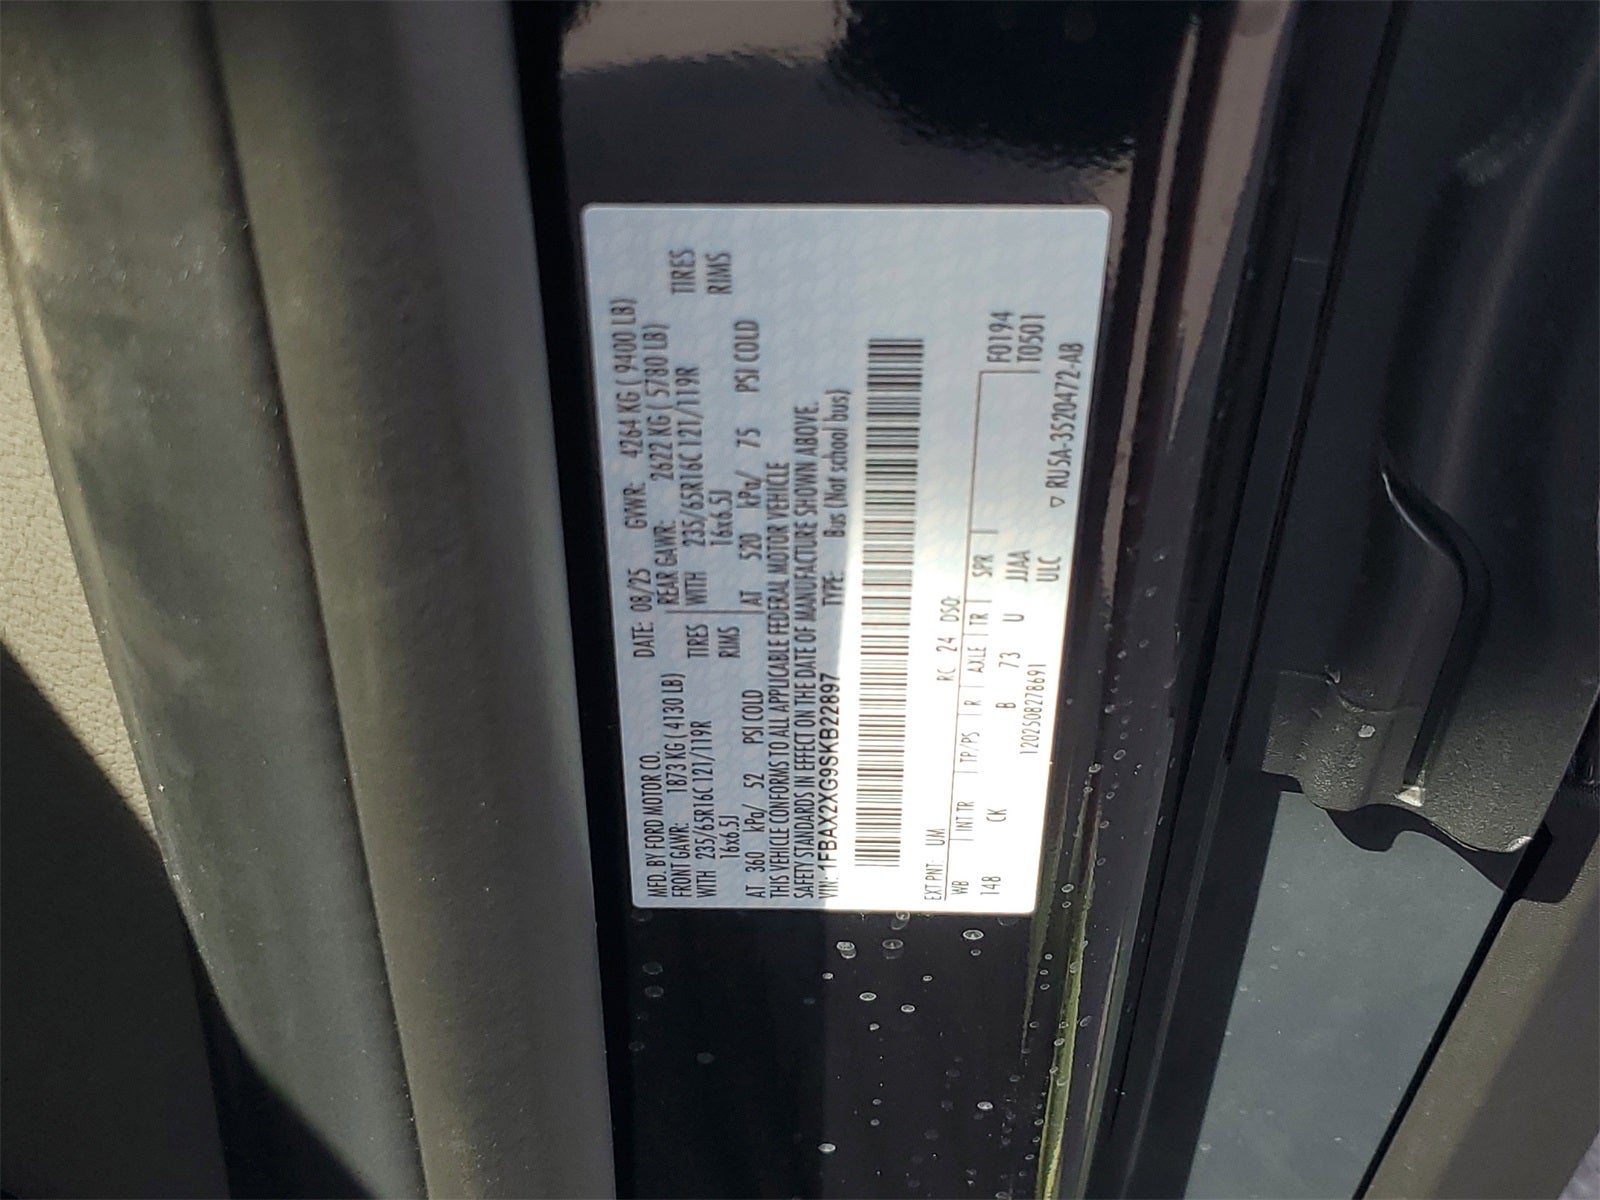 MFD. BY FORD MOTOR CO.
DATE: 08/25 GVWR: 4264 KG ( 9400 LB)
FRONT GAWR: 1873 KG ( 4130 LB)
REAR GAWR: 2622 KG ( 5780 LB)
WITH 235/65R16C 121/119R TIRES
WITH 235/65R16C 121/119R TIRES
16x6.5J RIMS
16x6.5J RIMS
AT 360 kPa/ 52 PSI COLD
AT 520 kPa/ 75 PSI COLD
THIS VEHICLE CONFORMS TO ALL APPLICABLE FEDERAL MOTOR VEHICLE
SAFETY STANDARDS IN EFFECT ON THE DATE OF MANUFACTURE SHOWN ABOVE.
VIN: 1FBAX2XG9SKB22897 TYPE Bus (Not school bus)
EXT PNT: UM RC 24 DSO: F0194
WB INT TR TP/PS R AXLE TR SPR T0501
148 CK B 73 U JJAA
12025082786​91 ULC
▽ RU5A-3520472-AB